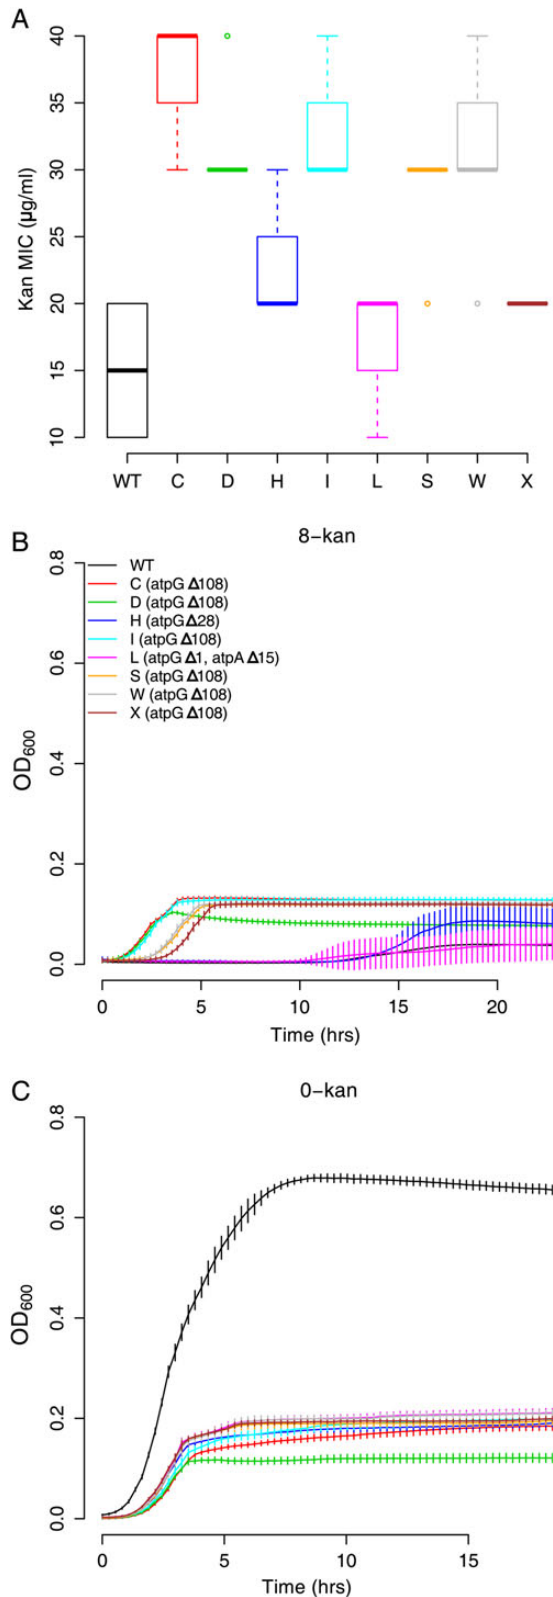 A
Kan MIC (µg/ml)
40
35
30
25
20
15
10
WT C D H I L S W X
B
8−kan
OD600
0.8
0.6
0.4
0.2
0.0
WT
C (atpG Δ108)
D (atpG Δ108)
H (atpGΔ28)
I (atpG Δ108)
L (atpG Δ1, atpA Δ15)
S (atpG Δ108)
W (atpG Δ108)
X (atpG Δ108)
0 5 10 15 20
Time (hrs)
C
0−kan
OD600
0.8
0.6
0.4
0.2
0.0
0 5 10 15
Time (hrs)